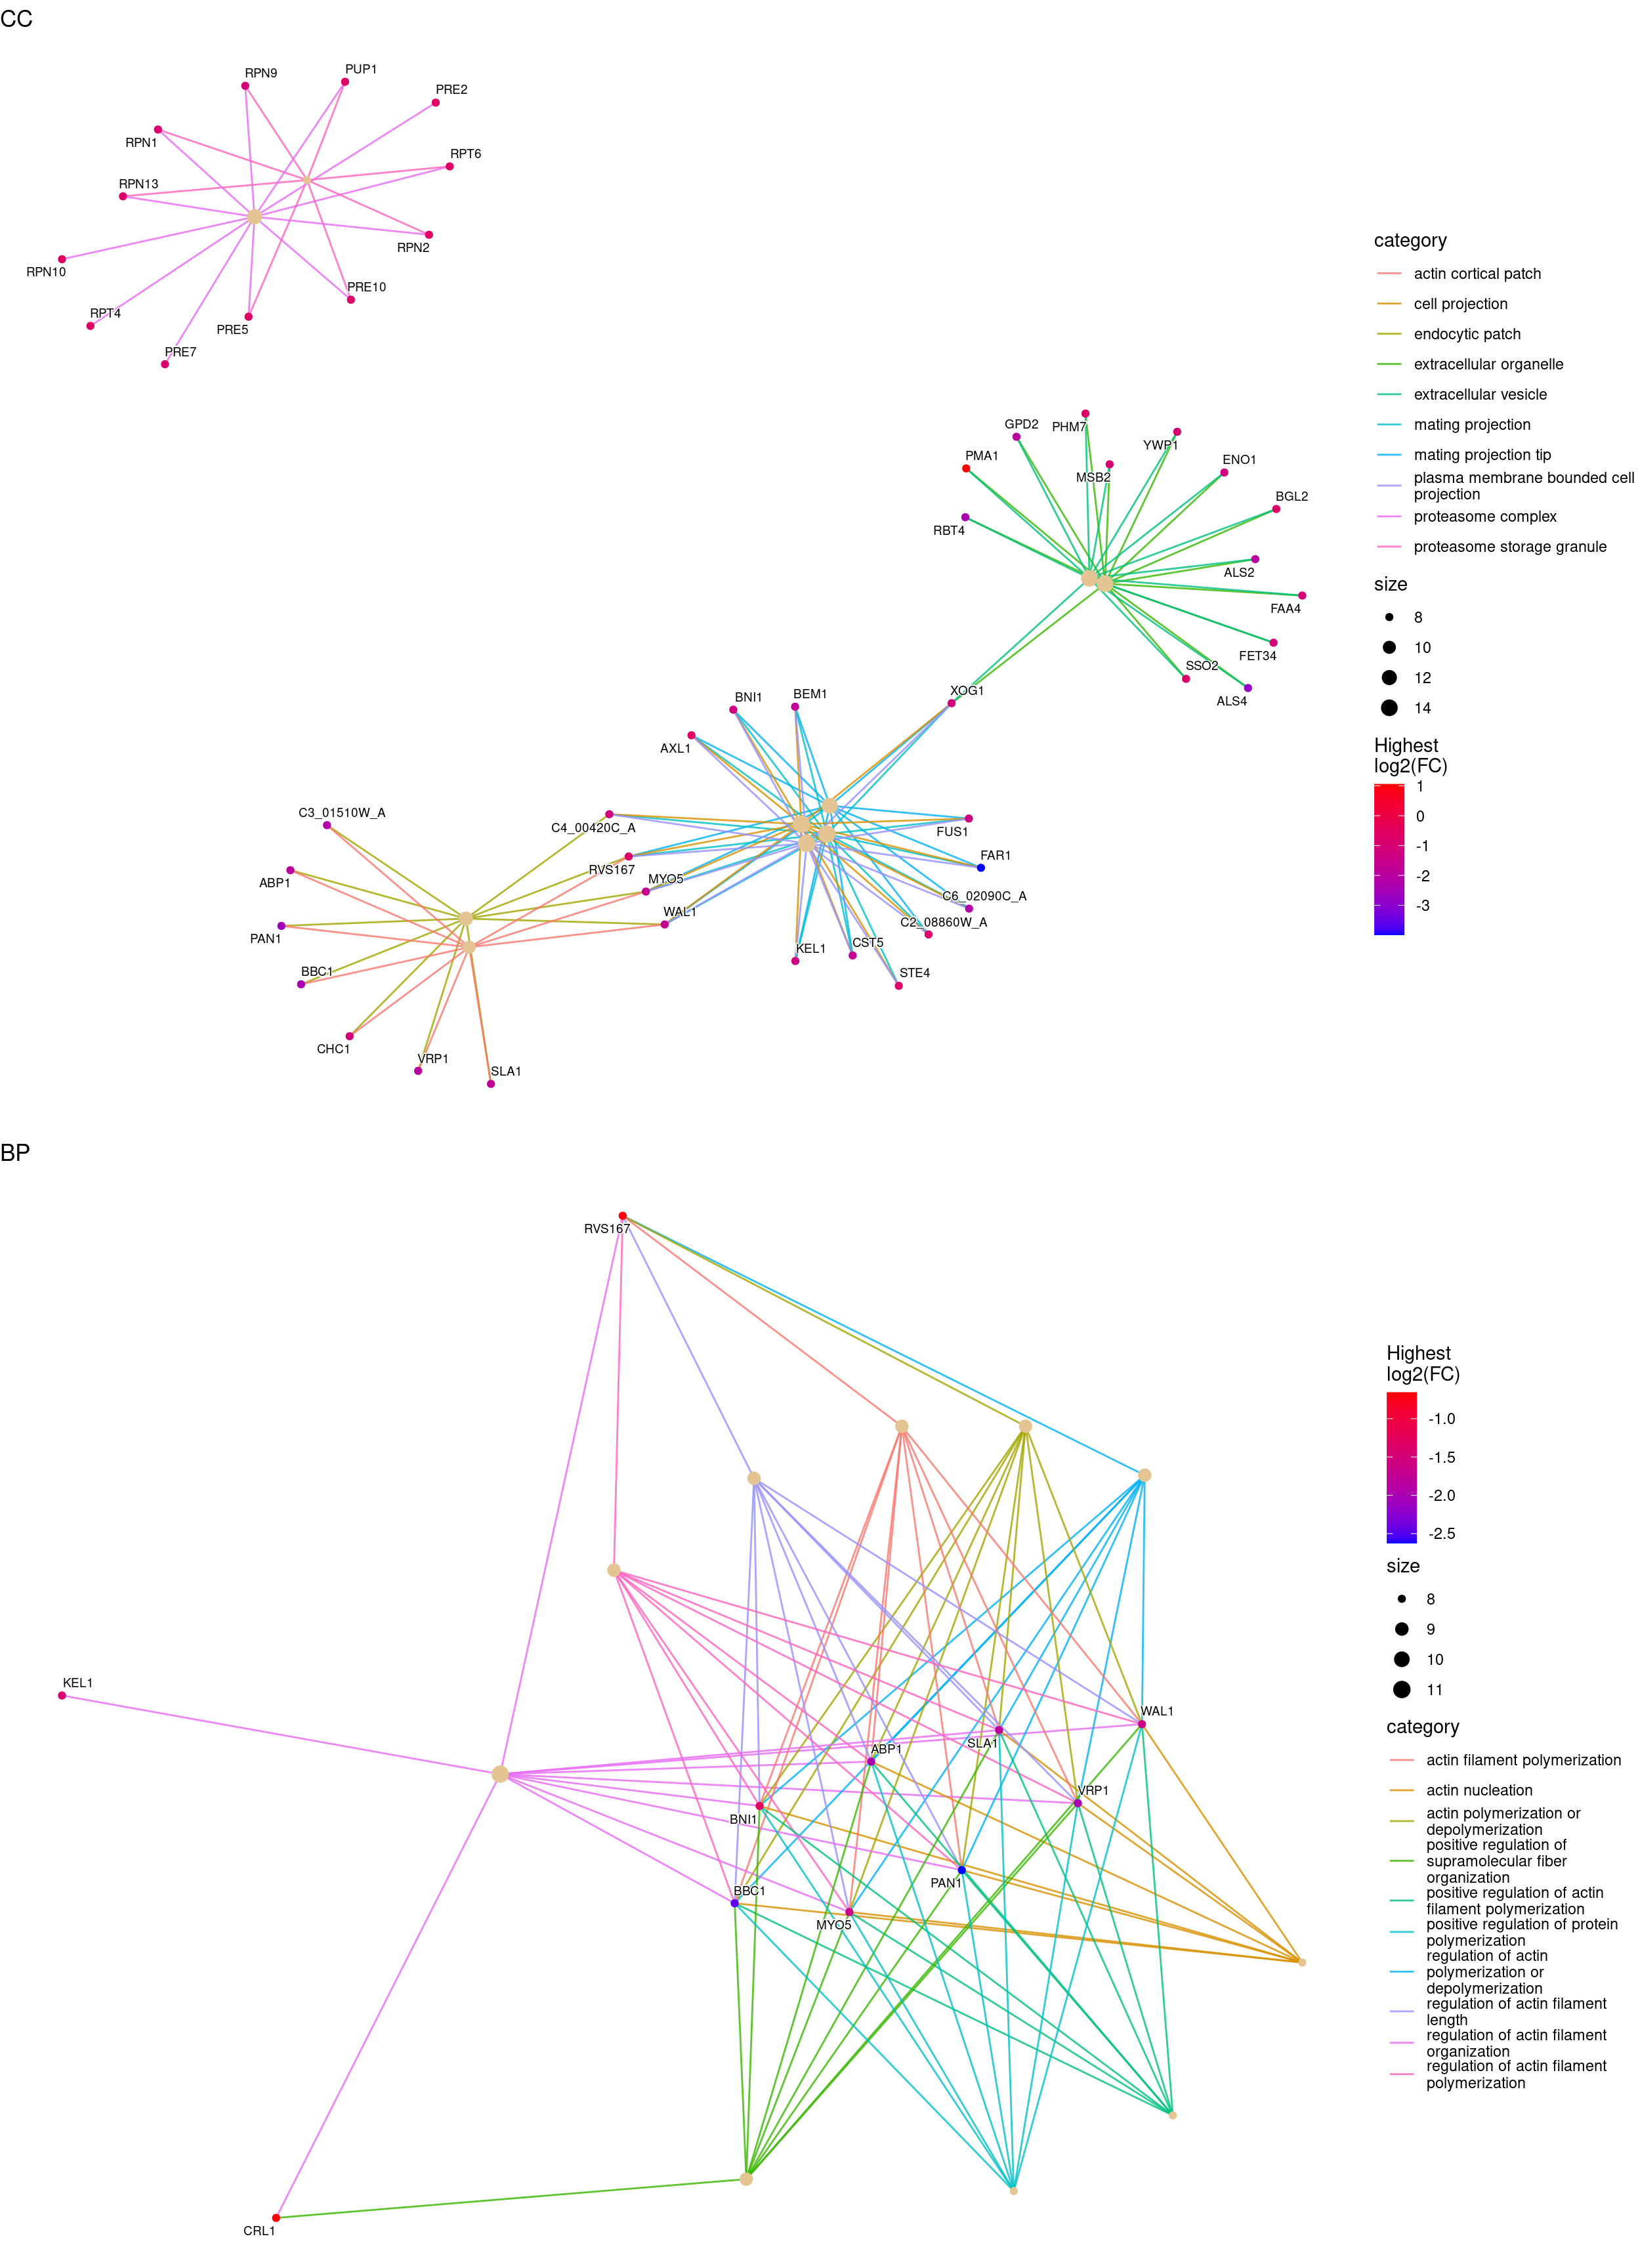 CC
RPN9
PUP1
PRE2
RPN1
RPT6
RPN13
RPN2
RPN10
PRE10
RPT4
PRE5
PRE7
category
actin cortical patch
cell projection
endocytic patch
extracellular organelle
extracellular vesicle
mating projection
mating projection tip
plasma membrane bounded cell
projection
proteasome complex
proteasome storage granule
size
8
10
12
14
Highest
log2(FC)
1
0
-1
-2
-3
GPD2
PHM7
YWP1
PMA1
MSB2
ENO1
BGL2
RBT4
ALS2
FAA4
FET34
SSO2
ALS4
XOG1
BNI1
BEM1
AXL1
C3_01510W_A
C4_00420C_A
FUS1
FAR1
RVS167
ABP1
MYO5
C6_02090C_A
WAL1
C2_08860W_A
PAN1
KEL1
CST5
BBC1
STE4
CHC1
VRP1
SLA1
BP
RVS167
KEL1
WAL1
SLA1
ABP1
VRP1
BNI1
PAN1
BBC1
MYO5
CRL1
Highest
log2(FC)
-1.0
-1.5
-2.0
-2.5
size
8
9
10
11
category
actin filament polymerization
actin nucleation
actin polymerization or
depolymerization
positive regulation of
supramolecular fiber
organization
positive regulation of actin
filament polymerization
positive regulation of protein
polymerization
regulation of actin
polymerization or
depolymerization
regulation of actin filament
length
regulation of actin filament
organization
regulation of actin filament
polymerization